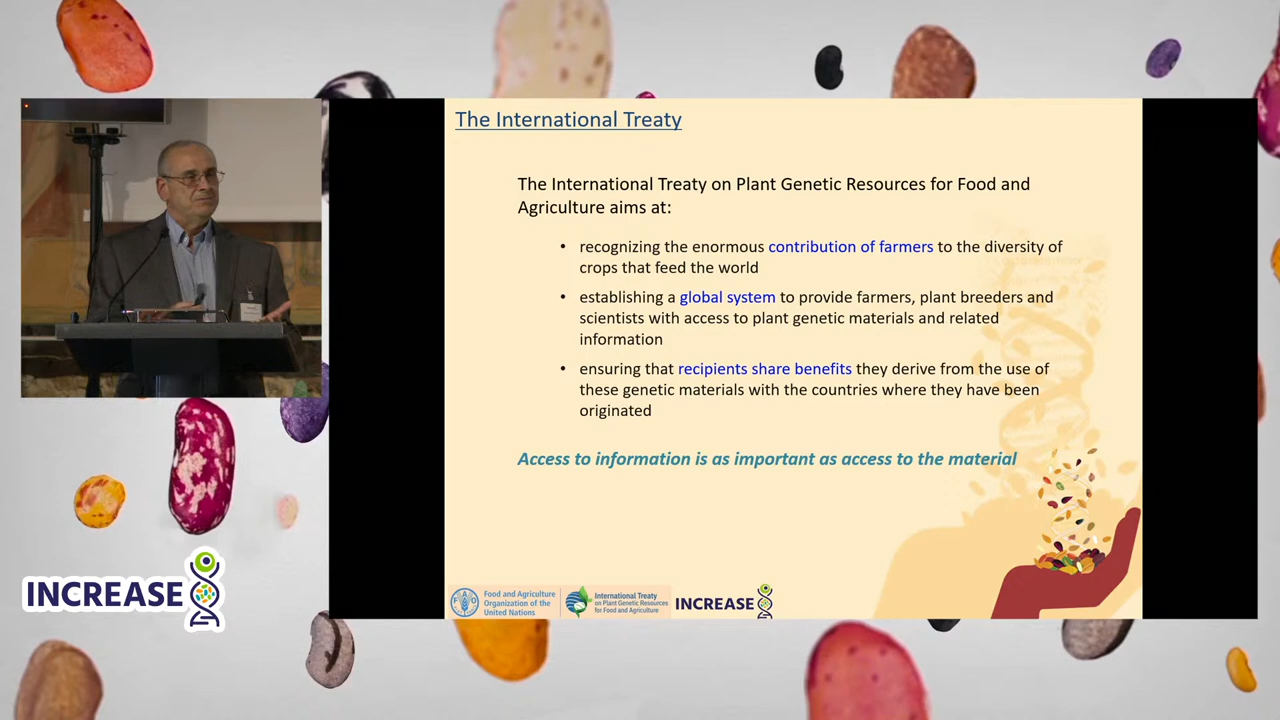 The International Treaty
The International Treaty on Plant Genetic Resources for Food and
Agriculture aims at:
• recognizing the enormous contribution of farmers to the diversity of
crops that feed the world
• establishing a global system to provide farmers, plant breeders and
scientists with access to plant genetic materials and related
information
• ensuring that recipients share benefits they derive from the use of
these genetic materials with the countries where they have been
originated
Access to information is as important as access to the material
INCREASE
FAO
Food and Agriculture
Organization of the
United Nations
International Treaty
on Plant Genetic Resources
for Food and Agriculture
INCREASE